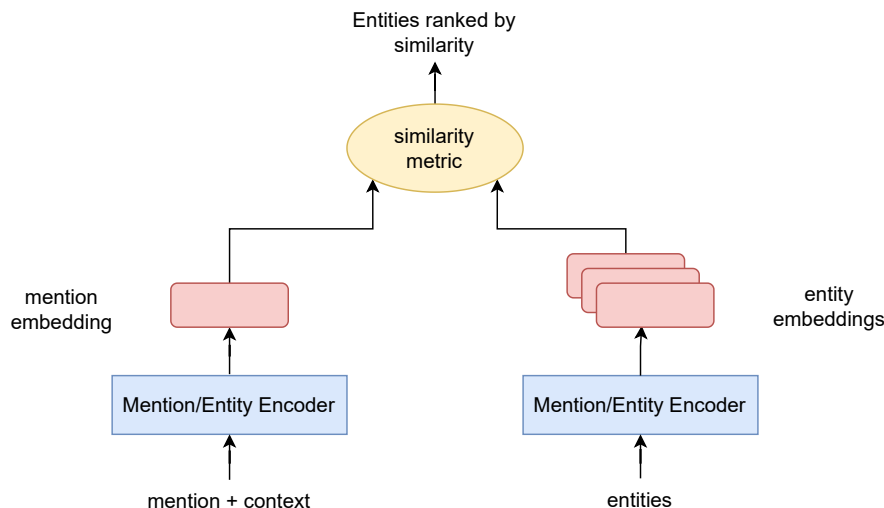 Entities ranked by
similarity
similarity
metric
mention
embedding
entity
embeddings
Mention/Entity Encoder
Mention/Entity Encoder
mention + context
entities